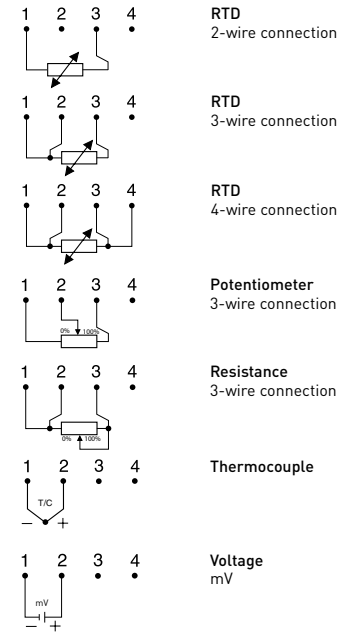 1 2 3 4 RTD
2-wire connection
1 2 3 4 RTD
3-wire connection
1 2 3 4 RTD
4-wire connection
1 2 3 4 Potentiometer
3-wire connection
0% 100%
1 2 3 4 Resistance
3-wire connection
0% 100%
1 2 3 4 Thermocouple
T/C
− +
1 2 3 4 Voltage
mV
mV
− +